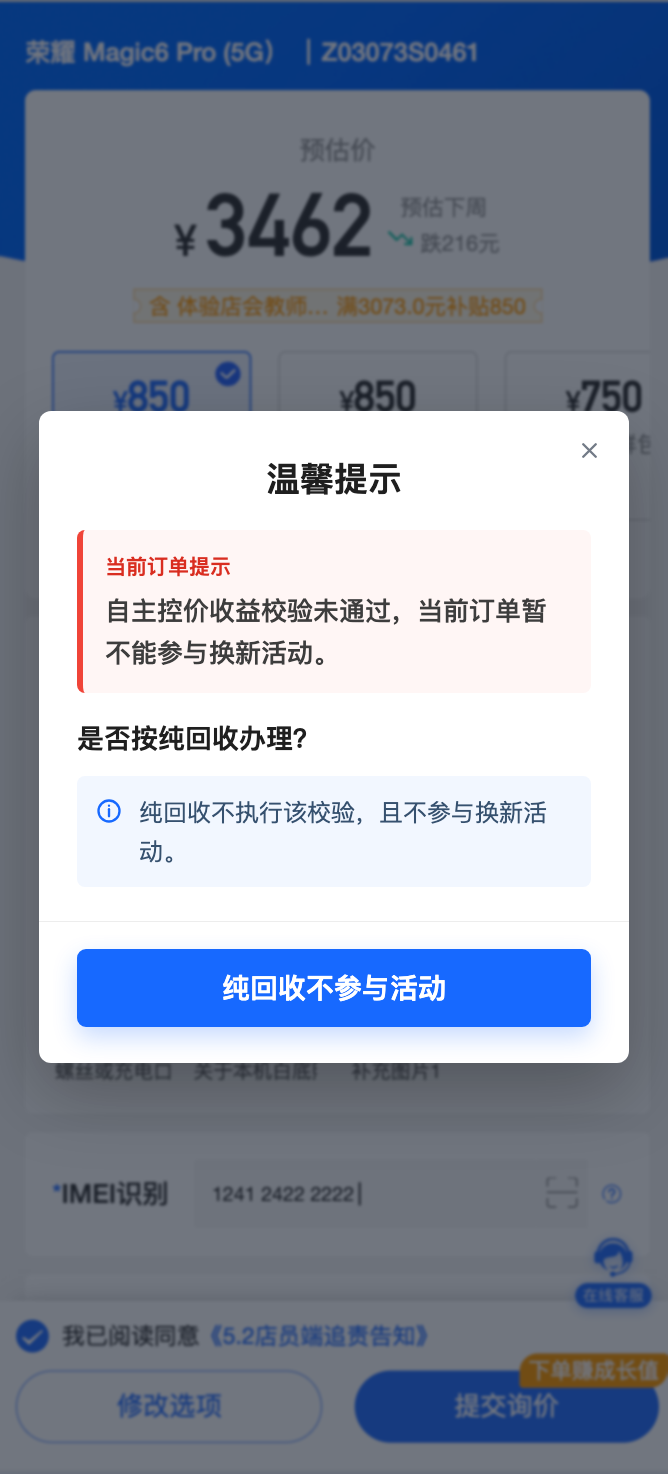 荣耀 Magic6 Pro (5G) ｜Z03073S0461
预估价
¥3462
预估下周
跌216元
含 体验店会教师... 满3073.0元补贴850
¥850 ¥850 ¥750
温馨提示
当前订单提示
自主控价收益校验未通过，当前订单暂
不能参与换新活动。
是否按纯回收办理?
纯回收不执行该校验，且不参与换新活
动。
纯回收不参与活动
螺丝或充电口 关于本机白底! 补充图片1
*IMEI识别 1241 2422 2222
在线客服
我已阅读同意《5.2店员端追责告知》
下单赚成长值
修改选项 提交询价